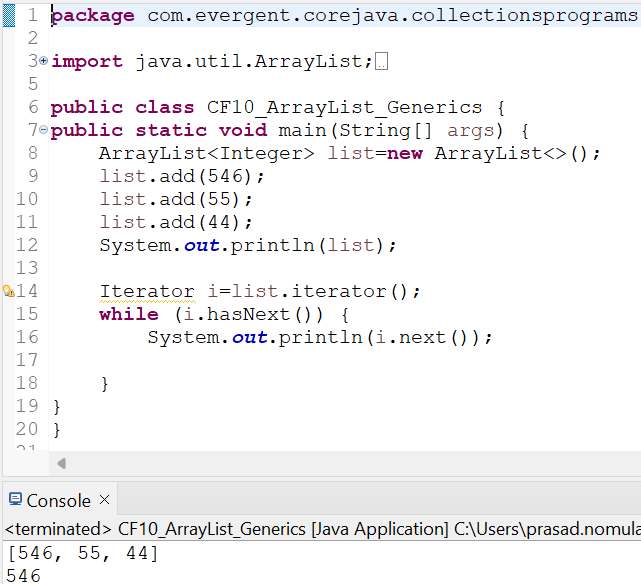 1 package com.evergent.corejava.collectionsprograms
2
3 import java.util.ArrayList;
5
6 public class CF10_ArrayList_Generics {
7 public static void main(String[] args) {
8 ArrayList<Integer> list=new ArrayList<>();
9 list.add(546);
10 list.add(55);
11 list.add(44);
12 System.out.println(list);
13
14 Iterator i=list.iterator();
15 while (i.hasNext()) {
16 System.out.println(i.next());
17
18 }
19 }
20 }
Console
<terminated> CF10_ArrayList_Generics [Java Application] C:\Users\prasad.nomula
[546, 55, 44]
546